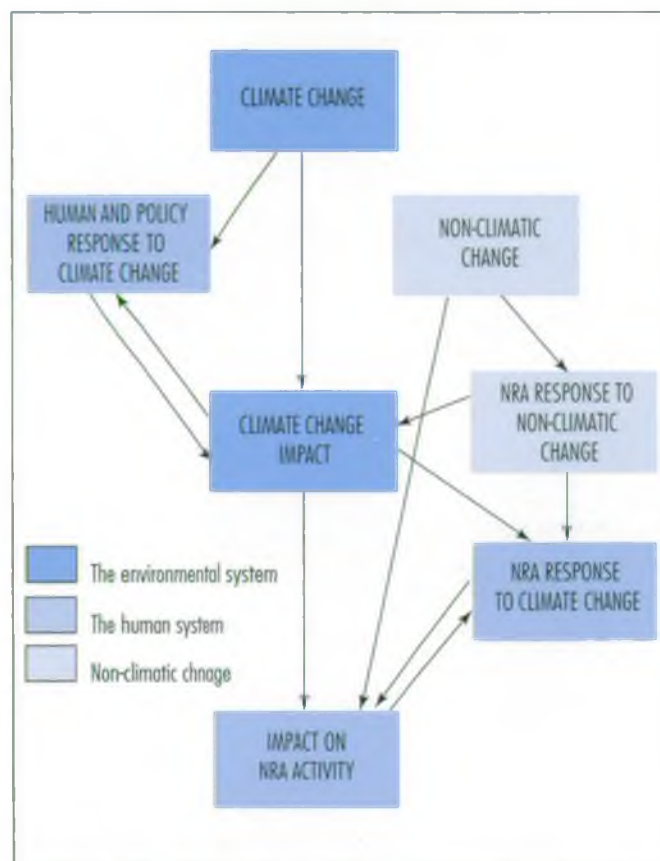 CLIMATE CHANGE
HUMAN AND POLICY
RESPONSE TO
CLIMATE CHANGE
NON-CLIMATIC
CHANGE
CLIMATE CHANGE
IMPACT
NRA RESPONSE TO
NON-CLIMATIC
CHANGE
NRA RESPONSE
TO CLIMATE CHANGE
The environmental system
The human system
Non-climatic chnage
IMPACT ON
NRA ACTIVITY